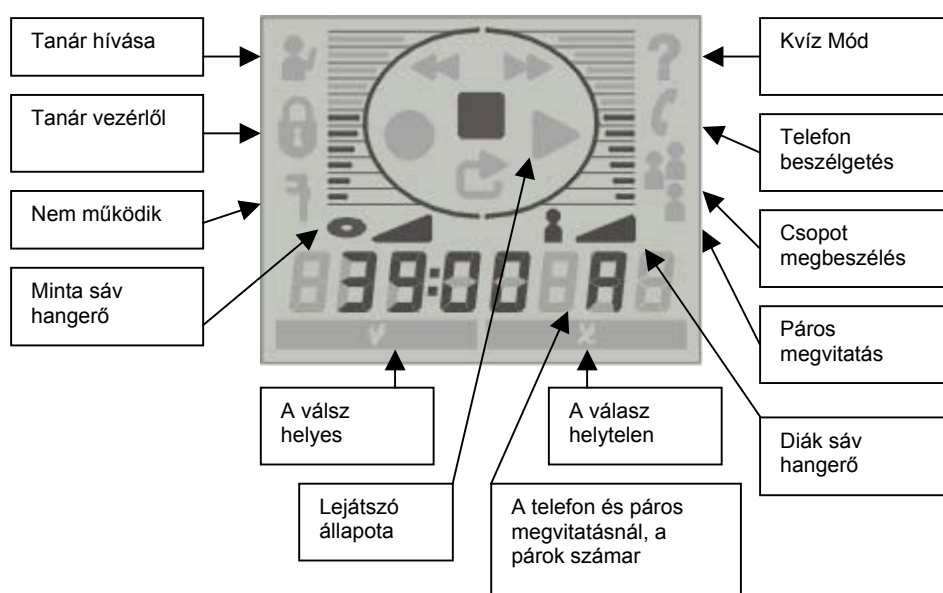 Tanár hívása
Tanár vezérlől
Nem működik
Minta sáv
hangerő
Kvíz Mód
Telefon
beszélgetés
Csopot
megbeszélés
Páros
megvitatás
Diák sáv
hangerő
?
39:00 A
V
X
A válsz
helyes
A válasz
helytelen
Lejátszó
állapota
A telefon és páros
megvitatásnál, a
párok számar